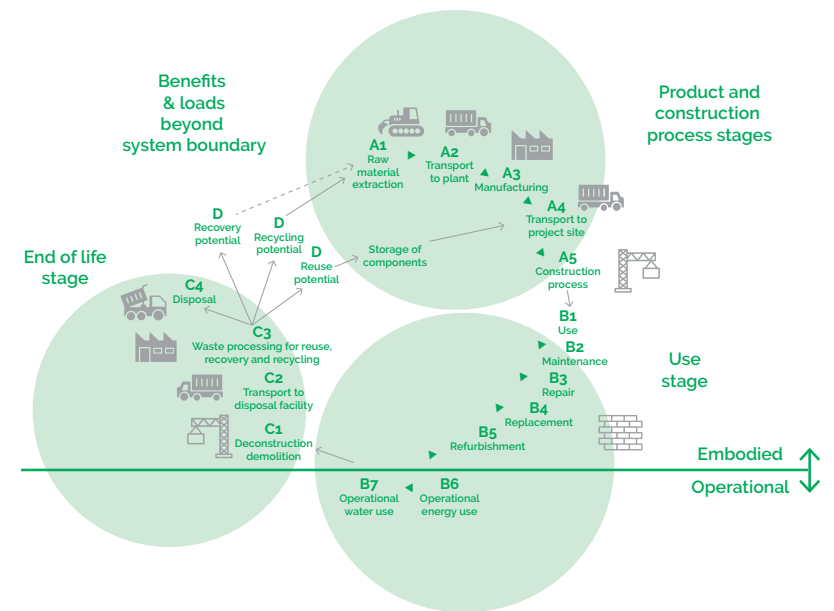 Benefits
& loads
beyond
system boundary
Product and
construction
process stages
A1
Raw
material
extraction
A2
Transport
to plant
A3
Manufacturing
A4
Transport to
project site
A5
Construction
process
D
Recovery
potential
D
Recycling
potential
D
Reuse
potential
Storage of
components
End of life
stage
C4
Disposal
C3
Waste processing for reuse,
recovery and recycling
C2
Transport to
disposal facility
C1
Deconstruction
demolition
B1
Use
B2
Maintenance
B3
Repair
B4
Replacement
B5
Refurbishment
Use
stage
Embodied
Operational
B7
Operational
water use
B6
Operational
energy use